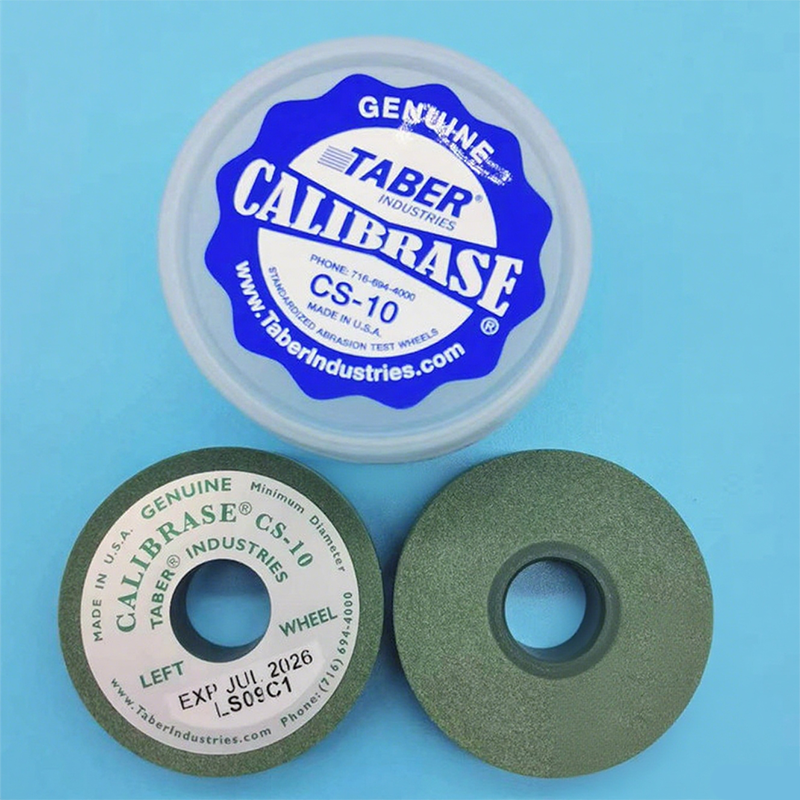 GENUINE
TABER®
INDUSTRIES
CALIBRASE®
PHONE: 716-694-4000
CS-10
MADE IN U.S.A.
STANDARDIZED ABRASION TEST WHEELS
www.TaberIndustries.com
GENUINE
CALIBRASE® CS-10
TABER® INDUSTRIES
MADE IN U.S.A.
Minimum Diameter
LEFT WHEEL
EXP JUL 2026
LS09C1
www.TaberIndustries.com Phone: (716) 694-4000